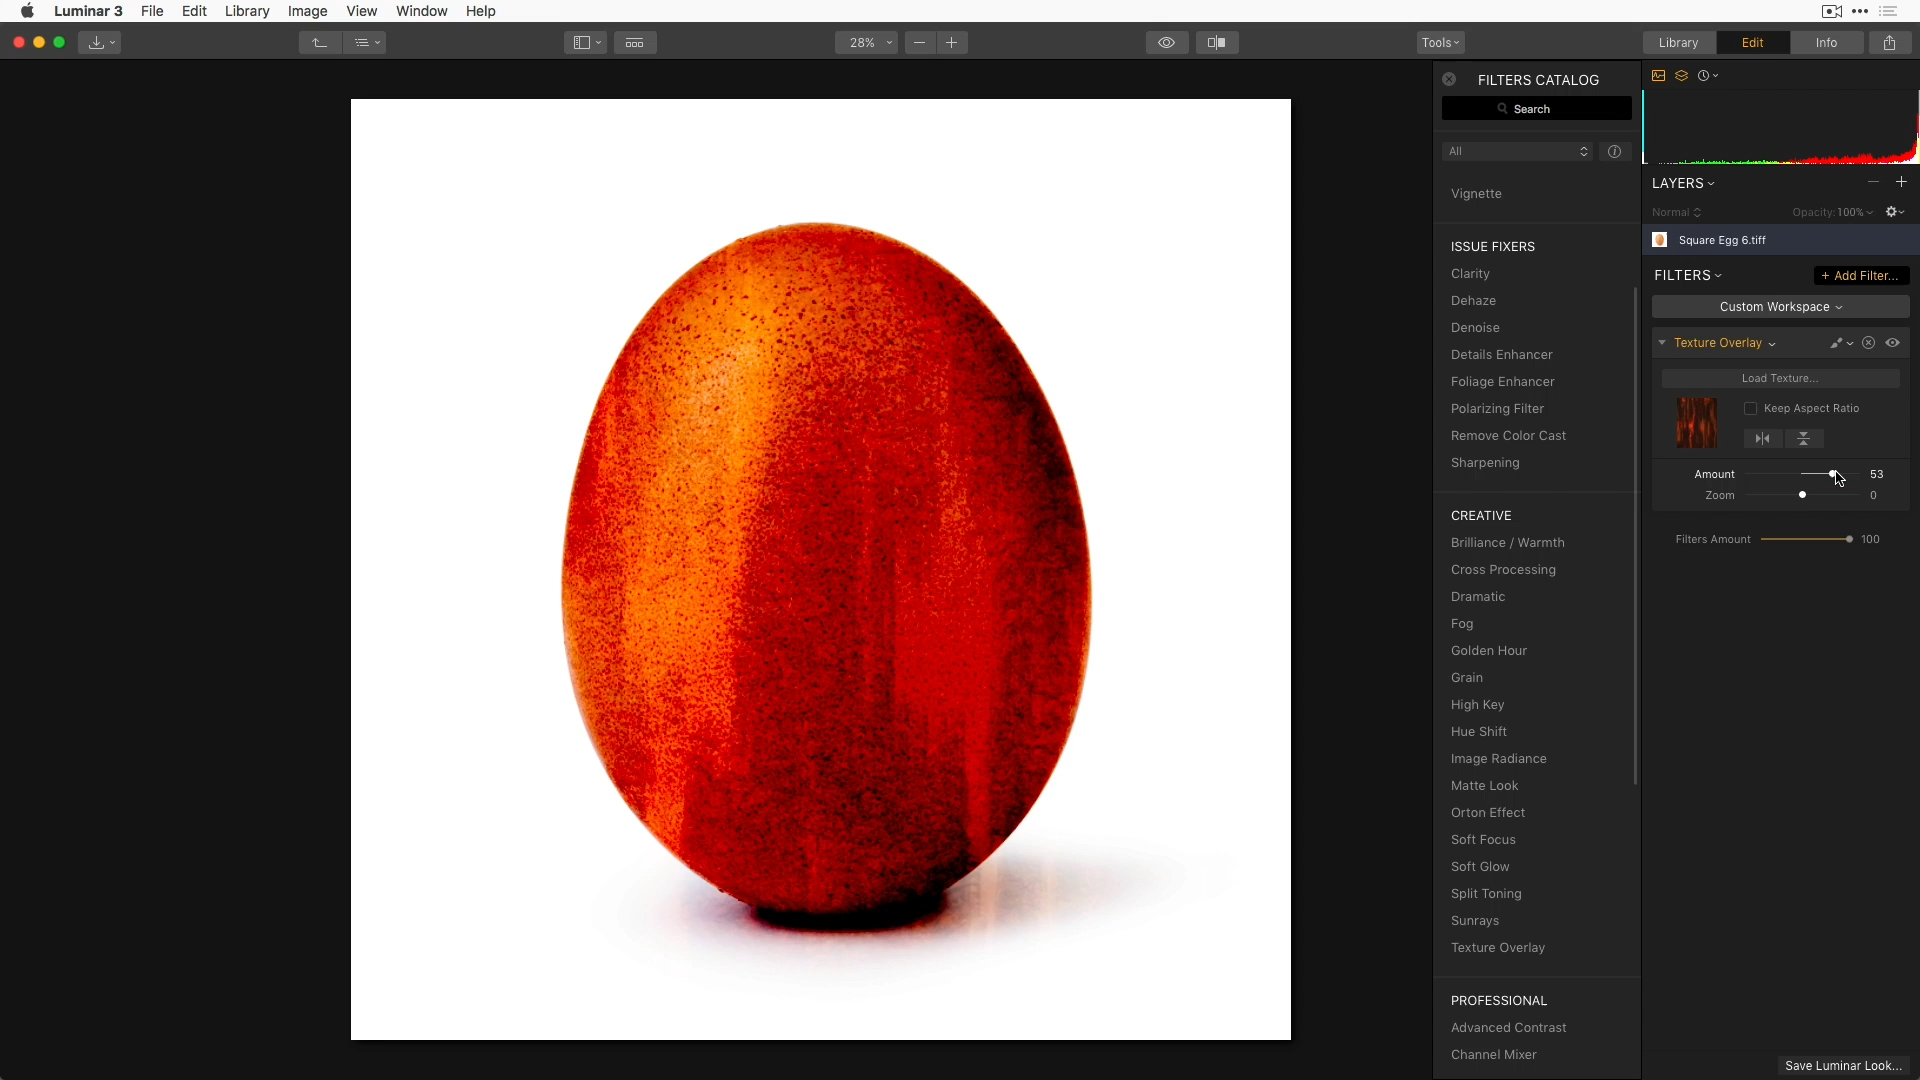 Luminar 3 File Edit Library Image View Window Help
28%
Tools
Library Edit Info
FILTERS CATALOG
Search
All
Vignette
ISSUE FIXERS
Clarity
Dehaze
Denoise
Details Enhancer
Foliage Enhancer
Polarizing Filter
Remove Color Cast
Sharpening
CREATIVE
Brilliance / Warmth
Cross Processing
Dramatic
Fog
Golden Hour
Grain
High Key
Hue Shift
Image Radiance
Matte Look
Orton Effect
Soft Focus
Soft Glow
Split Toning
Sunrays
Texture Overlay
PROFESSIONAL
Advanced Contrast
Channel Mixer
LAYERS
Normal Opacity: 100%
Square Egg 6.tiff
FILTERS + Add Filter...
Custom Workspace
Texture Overlay
Load Texture...
Keep Aspect Ratio
Amount 53
Zoom 0
Filters Amount 100
Save Luminar Look...